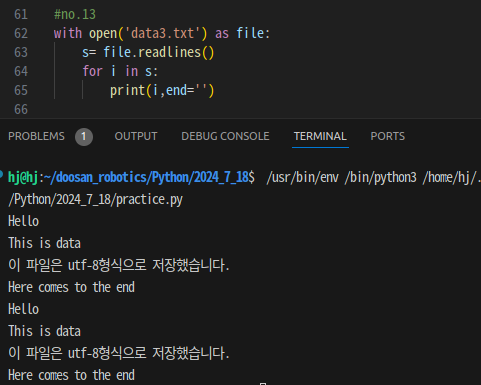 61 #no.13
62 with open('data3.txt') as file:
63 s= file.readlines()
64 for i in s:
65 print(i,end='')
66
PROBLEMS 1 OUTPUT DEBUG CONSOLE TERMINAL PORTS
hj@hj:~/doosan_robotics/Python/2024_7_18$ /usr/bin/env /bin/python3 /home/hj/.
/Python/2024_7_18/practice.py
Hello
This is data
이 파일은 utf-8형식으로 저장했습니다.
Here comes to the end
Hello
This is data
이 파일은 utf-8형식으로 저장했습니다.
Here comes to the end